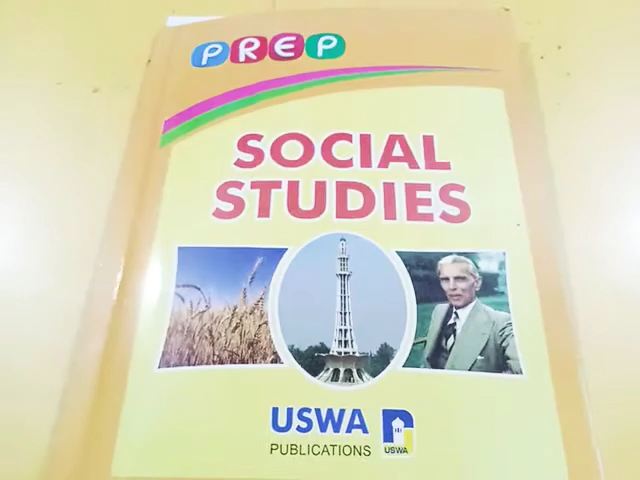 PREP
SOCIAL
STUDIES
USWA
PUBLICATIONS
USWA